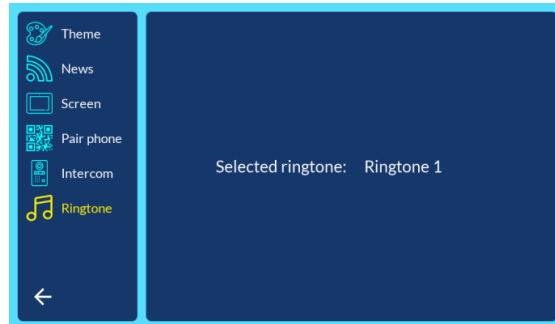 Theme
News
Screen
Pair phone
Intercom
Ringtone
Selected ringtone: Ringtone 1